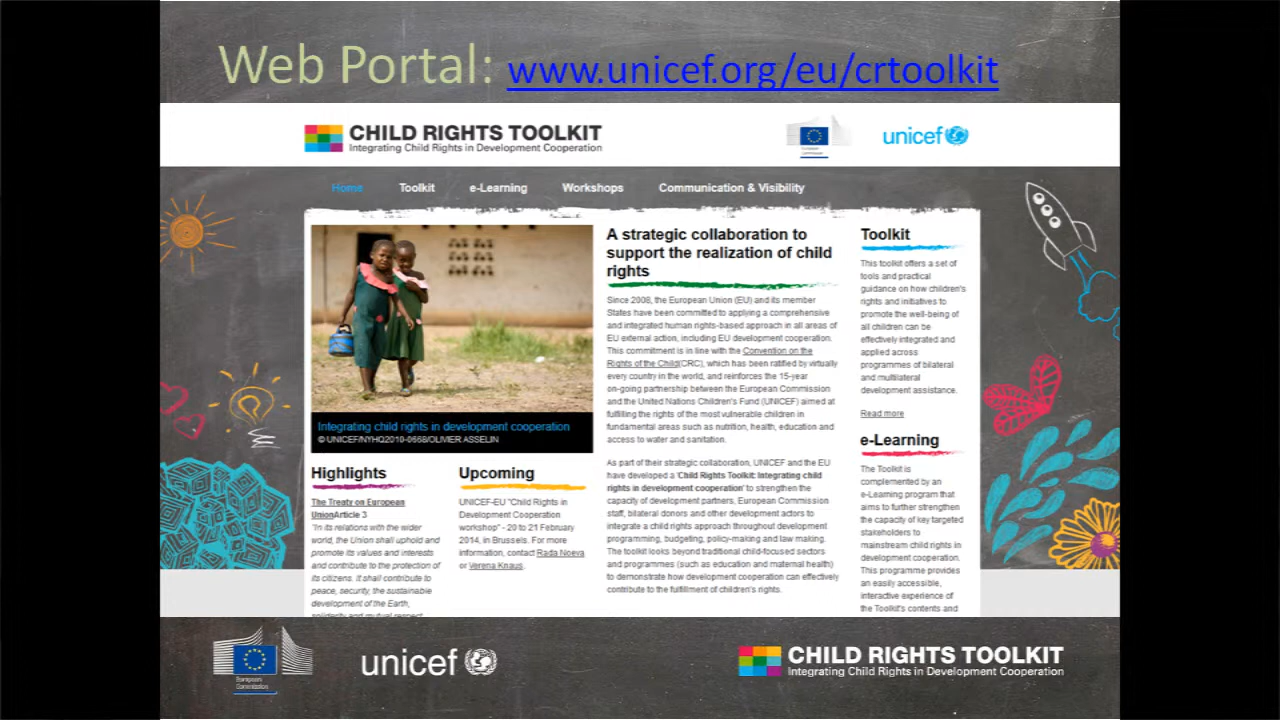 Web Portal: www.unicef.org/eu/crtoolkit
CHILD RIGHTS TOOLKIT
Integrating Child Rights in Development Cooperation
European
Commission
unicef
Home Toolkit e-Learning Workshops Communication & Visibility
Integrating child rights in development cooperation
© UNICEF/NYHQ2010-0668/OLIVIER ASSELIN
Highlights
The Treaty on European
UnionArticle 3
"In its relations with the wider
world, the Union shall uphold and
promote its values and interests
and contribute to the protection of
its citizens. It shall contribute to
peace, security, the sustainable
development of the Earth,
solidarity and mutual respect
Upcoming
UNICEF-EU "Child Rights in
Development Cooperation
workshop" - 20 to 21 February
2014, in Brussels. For more
information, contact Rada Noeva
or Verena Knaus.
A strategic collaboration to
support the realization of child
rights
Since 2008, the European Union (EU) and its member
States have been committed to applying a comprehensive
and integrated human rights-based approach in all areas of
EU external action, including EU development cooperation.
This commitment is in line with the Convention on the
Rights of the Child(CRC), which has been ratified by virtually
every country in the world, and reinforces the 15-year
on-going partnership between the European Commission
and the United Nations Children's Fund (UNICEF) aimed at
fulfilling the rights of the most vulnerable children in
fundamental areas such as nutrition, health, education and
access to water and sanitation.
As part of their strategic collaboration, UNICEF and the EU
have developed a 'Child Rights Toolkit: Integrating child
rights in development cooperation' to strengthen the
capacity of development partners, European Commission
staff, bilateral donors and other development actors to
integrate a child rights approach throughout development
programming, budgeting, policy-making and law making.
The toolkit looks beyond traditional child-focused sectors
and programmes (such as education and maternal health)
to demonstrate how development cooperation can effectively
contribute to the fulfillment of children's rights.
Toolkit
This toolkit offers a set of
tools and practical
guidance on how children's
rights and initiatives to
promote the well-being of
all children can be
effectively integrated and
applied across
programmes of bilateral
and multilateral
development assistance.
Read more
e-Learning
The Toolkit is
complemented by an
e-Learning program that
aims to further strengthen
the capacity of key targeted
stakeholders to
mainstream child rights in
development cooperation.
This programme provides
an easily accessible,
interactive experience of
the Toolkit's contents and
European
Commission
unicef
CHILD RIGHTS TOOLKIT
Integrating Child Rights in Development Cooperation